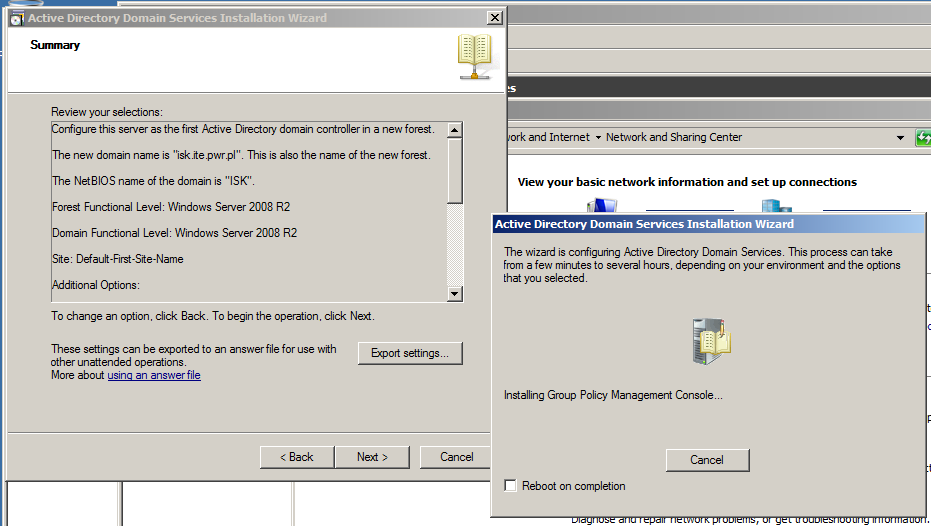 Active Directory Domain Services Installation Wizard
Summary
Review your selections:
Configure this server as the first Active Directory domain controller in a new forest.
The new domain name is "isk.ite.pwr.pl". This is also the name of the new forest.
The NetBIOS name of the domain is "ISK".
Forest Functional Level: Windows Server 2008 R2
Domain Functional Level: Windows Server 2008 R2
Site: Default-First-Site-Name
Additional Options:
To change an option, click Back. To begin the operation, click Next.
These settings can be exported to an answer file for use with
other unattended operations.
More about using an answer file
Export settings...
< Back
Next >
Cancel
and Internet
Network and Sharing Center
View your basic network information and set up connections
Active Directory Domain Services Installation Wizard
The wizard is configuring Active Directory Domain Services. This process can take
from a few minutes to several hours, depending on your environment and the options
that you selected.
Installing Group Policy Management Console...
Cancel
Reboot on completion
Diagnose and repair network problems, or get troubleshooting information.